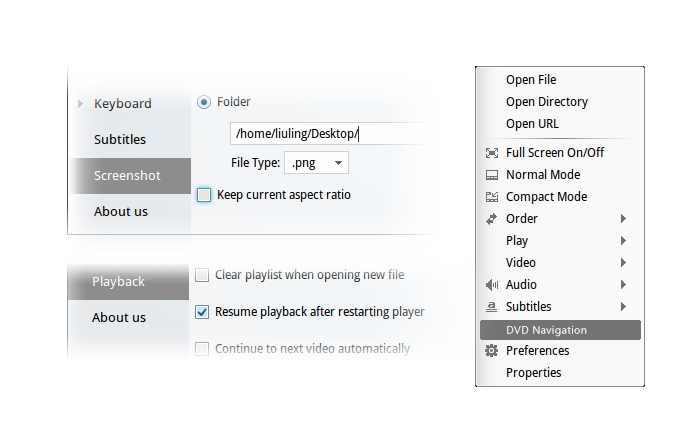 Keyboard
Subtitles
Screenshot
About us
Folder
/home/liuling/Desktop/
File Type: .png
Keep current aspect ratio
Playback
About us
Clear playlist when opening new file
Resume playback after restarting player
Continue to next video automatically
Open File
Open Directory
Open URL
Full Screen On/Off
Normal Mode
Compact Mode
Order
Play
Video
Audio
Subtitles
DVD Navigation
Preferences
Properties